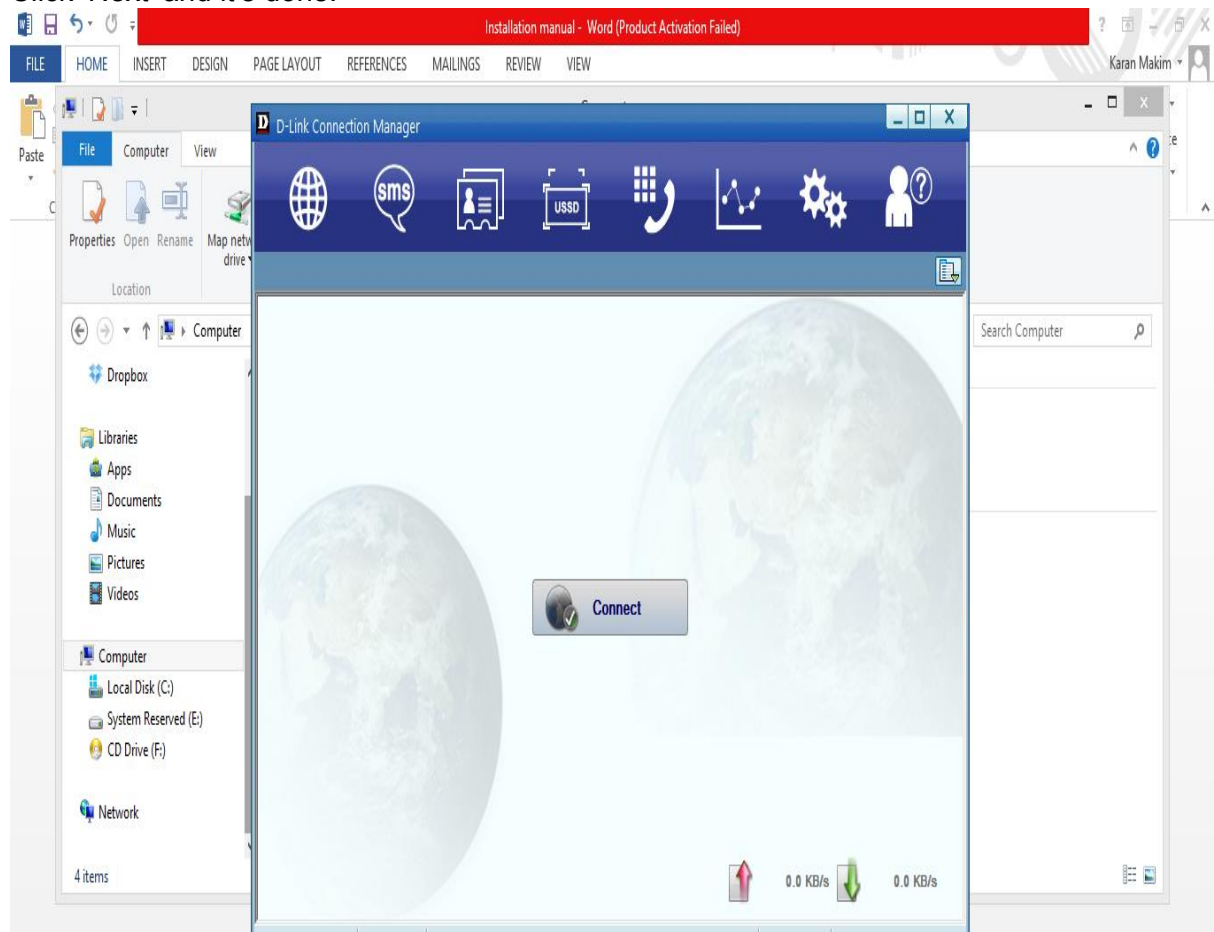 Click 'Next' and it's done.
Installation manual - Word (Product Activation Failed)
FILE HOME INSERT DESIGN PAGE LAYOUT REFERENCES MAILINGS REVIEW VIEW Karan Makim
Paste
File Computer View
D-Link Connection Manager
sms
USSD
Properties Open Rename Map netw
drive
Location
Computer
Search Computer
Dropbox
Libraries
Apps
Documents
Music
Pictures
Videos
Connect
Computer
Local Disk (C:)
System Reserved (E:)
CD Drive (F:)
Network
4 items
0.0 KB/s 0.0 KB/s